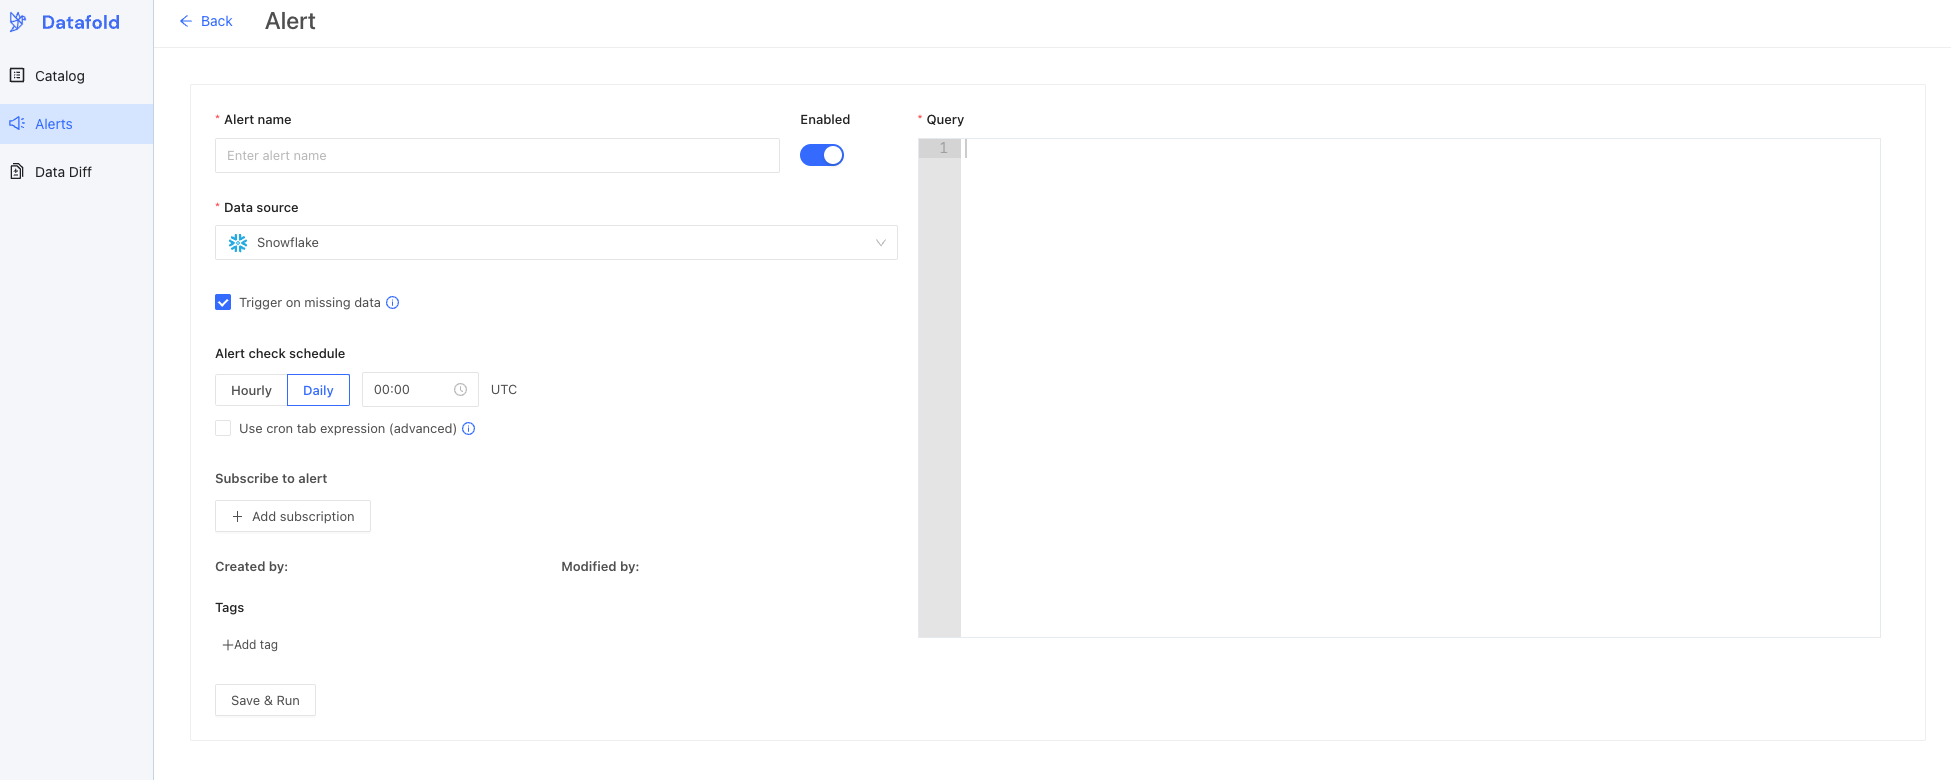 Datafold
Back
Alert
Catalog
Alerts
Data Diff
* Alert name
Enabled
Enter alert name
* Data source
Snowflake
Trigger on missing data
Alert check schedule
Hourly
Daily
00:00
UTC
Use cron tab expression (advanced)
Subscribe to alert
+ Add subscription
Created by:
Modified by:
Tags
+Add tag
Save & Run
* Query
1